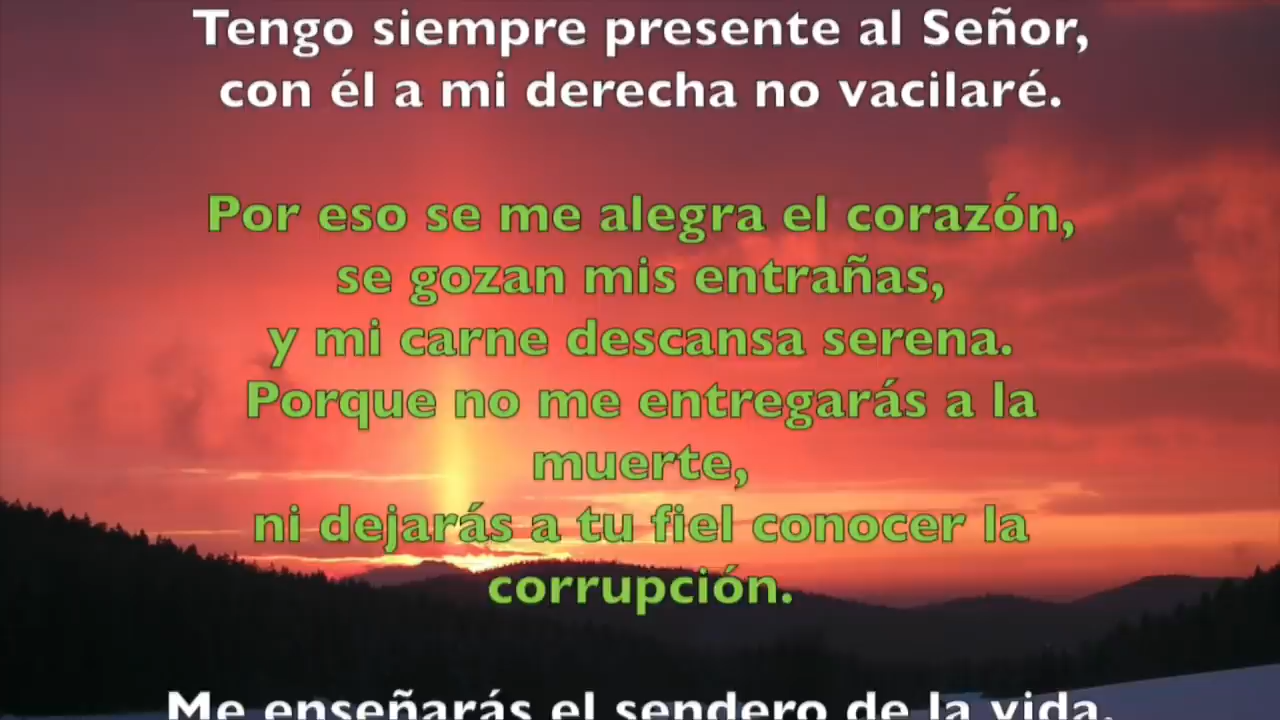 Tengo siempre presente al Señor,
con él a mi derecha no vacilaré.
Por eso se me alegra el corazón,
se gozan mis entrañas,
y mi carne descansa serena.
Porque no me entregarás a la
muerte,
ni dejarás a tu fiel conocer la
corrupción.
Me enseñarás el sendero de la vida,